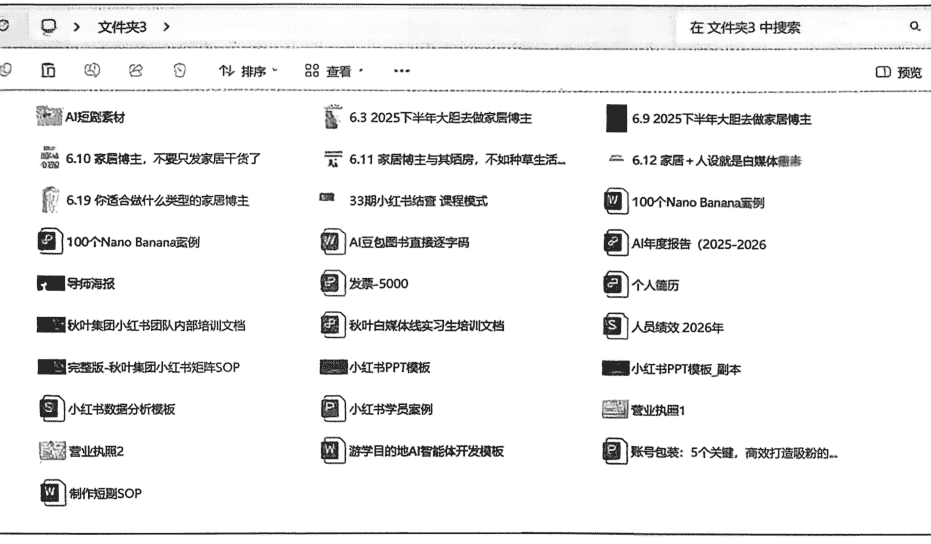 文件夹3
在 文件夹3 中搜索
排序 查看 ... 预览
AI短剧素材
6.3 2025下半年大胆去做家居博主
6.9 2025下半年大胆去做家居博主
6.10 家居博主，不要只发家居干货了
6.11 家居博主与其晒房，不如种草生活...
6.12 家居+人设就是自媒体
6.19 你适合做什么类型的家居博主
33期小红书结营 课程模式
100个Nano Banana案例
100个Nano Banana案例
AI豆包图书直接逐字码
AI年度报告（2025-2026
导师海报
发票-5000
个人简历
秋叶集团小红书团队内部培训文档
秋叶自媒体线实习生培训文档
人员绩效 2026年
完整版-秋叶集团小红书矩阵SOP
小红书PPT模板
小红书PPT模板_副本
小红书数据分析模板
小红书学员案例
营业执照1
营业执照2
游学目的地AI智能体开发模板
账号包装：5个关键，商效打造吸粉的...
制作短剧SOP